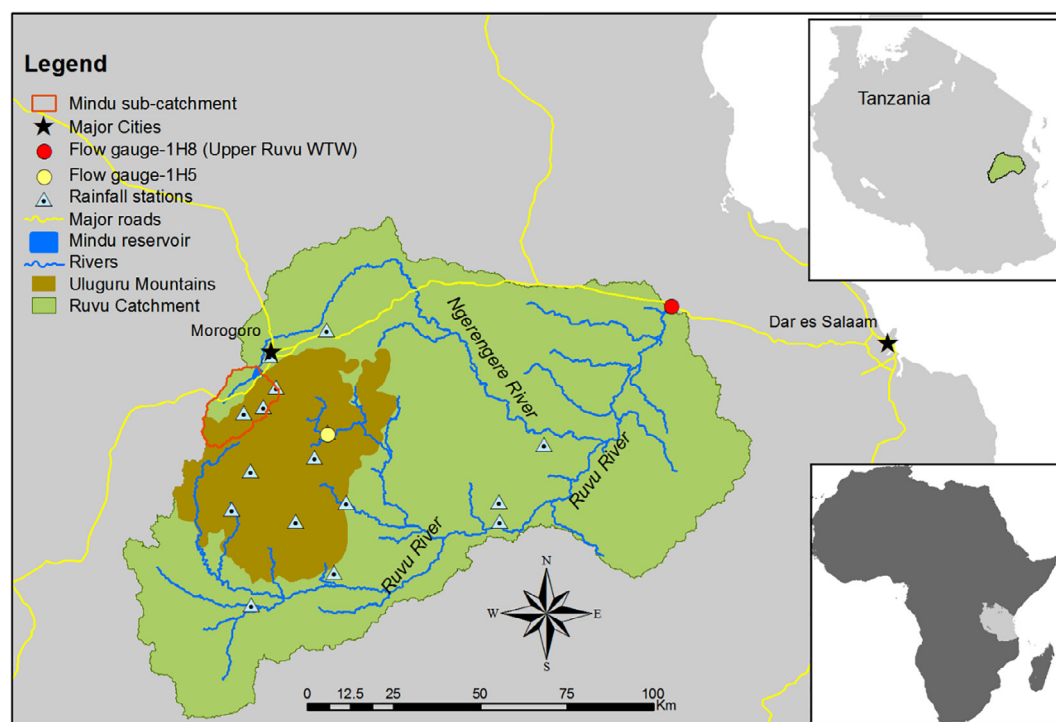 Legend
Mindu sub-catchment
Major Cities
Flow gauge-1H8 (Upper Ruvu WTW)
Flow gauge-1H5
Rainfall stations
Major roads
Mindu reservoir
Rivers
Uluguru Mountains
Ruvu Catchment
Tanzania
Morogoro
Ngerengere River
Dar es Salaam
Ruvu River
Ruvu River
N
W
E
S
0 12.5 25 50 75 100
Km